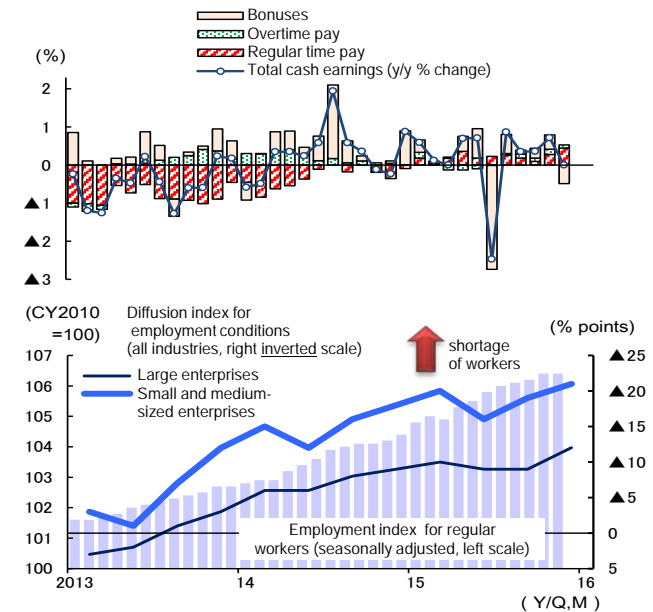 Bonuses
Overtime pay
Regular time pay
Total cash earnings (y/y % change)
(%)
2
1
0
▲ 1
▲ 2
▲ 3
(CY2010
=100)
Diffusion index for
employment conditions
(all industries, right inverted scale)
shortage
of workers
(% points)
Large enterprises
Small and medium-
sized enterprises
107
106
105
104
103
102
101
100
▲ 25
▲ 20
▲ 15
▲ 10
▲ 5
0
5
Employment index for regular
workers (seasonally adjusted, left scale)
2013
14
15
16
( Y/Q,M )